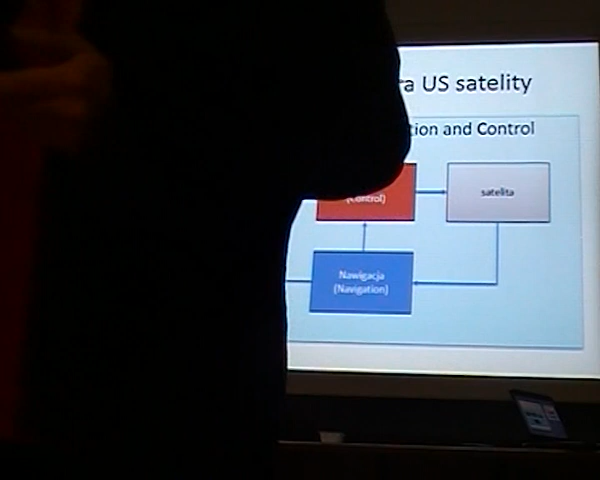 a US satelity
tion and Control
(Control)
satelita
Nawigacja
(Navigation)